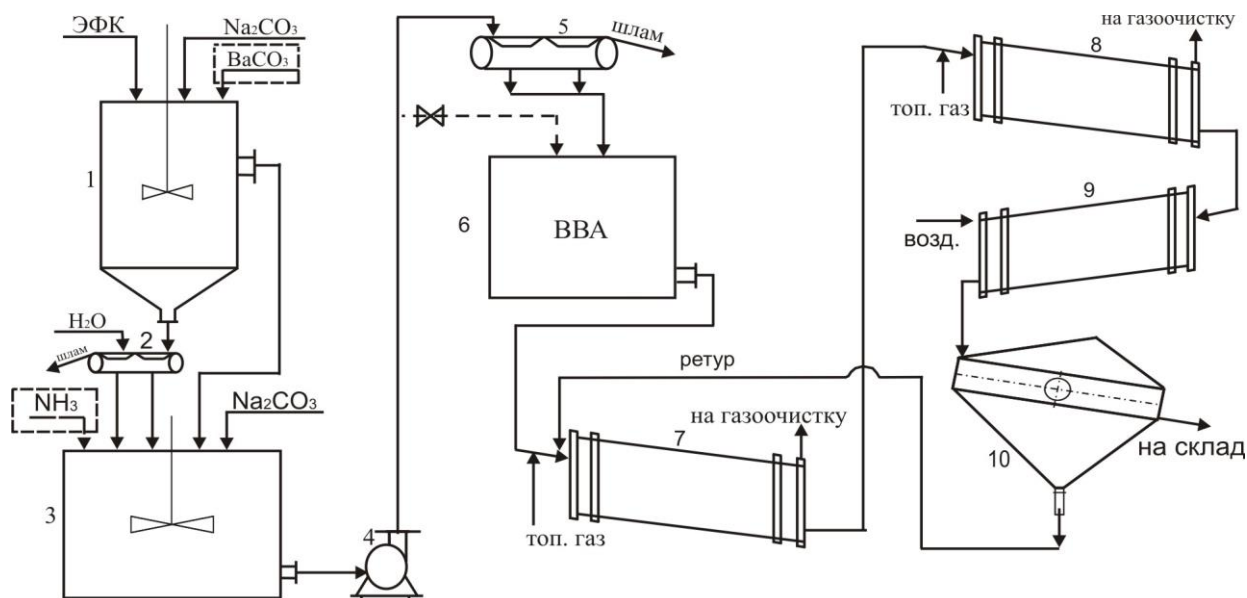 ЭФК
Na₂CO₃
BaCO₃
1
H₂O
2
шлам
NH₃
Na₂CO₃
3
4
5
шлам
6
ВВА
ретур
7
на газоочистку
топ. газ
на газоочистку
8
топ. газ
9
возд.
10
на склад